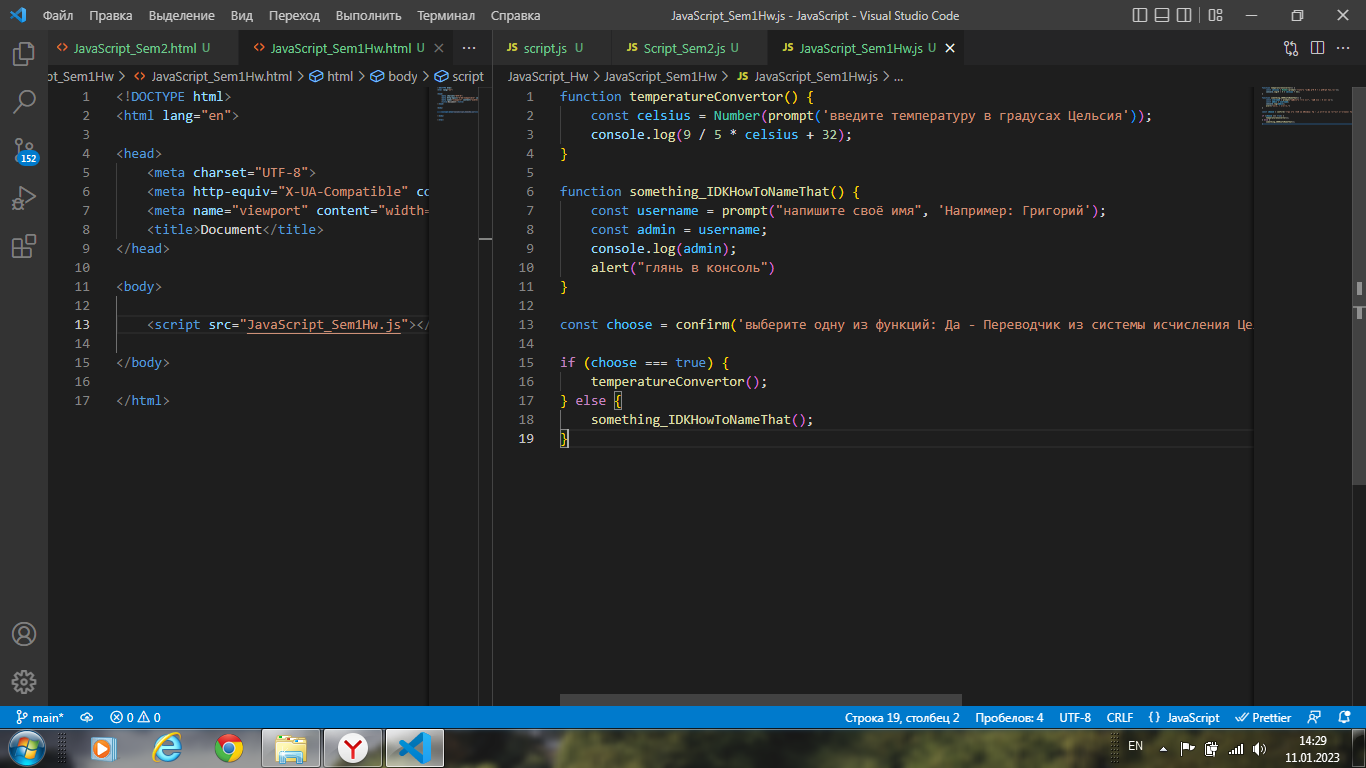 Файл Правка Выделение Вид Переход Выполнить Терминал Справка JavaScript_Sem1Hw.js - JavaScript - Visual Studio Code
JavaScript_Sem2.html U JavaScript_Sem1Hw.html U
pt_Sem1Hw > JavaScript_Sem1Hw.html > html > body > script
1 <!DOCTYPE html>
2 <html lang="en">
3
4 <head>
5 <meta charset="UTF-8">
6 <meta http-equiv="X-UA-Compatible" co
7 <meta name="viewport" content="width=
8 <title>Document</title>
9 </head>
10
11 <body>
12
13 <script src="JavaScript_Sem1Hw.js"></
14
15 </body>
16
17 </html>
JS script.js U JS Script_Sem2.js U JS JavaScript_Sem1Hw.js U
JavaScript_Hw > JavaScript_Sem1Hw > JS JavaScript_Sem1Hw.js > ...
1 function temperatureConvertor() {
2 const celsius = Number(prompt('введите температуру в градусах Цельсия'));
3 console.log(9 / 5 * celsius + 32);
4 }
5
6 function something_IDKHowToNameThat() {
7 const username = prompt("напишите своё имя", 'Например: Григорий');
8 const admin = username;
9 console.log(admin);
10 alert("глянь в консоль")
11 }
12
13 const choose = confirm('выберите одну из функций: Да - Переводчик из системы исчисления Це
14
15 if (choose === true) {
16 temperatureConvertor();
17 } else {
18 something_IDKHowToNameThat();
19 }
152
main* 0 0 Строка 19, столбец 2 Пробелов: 4 UTF-8 CRLF {} JavaScript Prettier
EN 14:29
11.01.2023